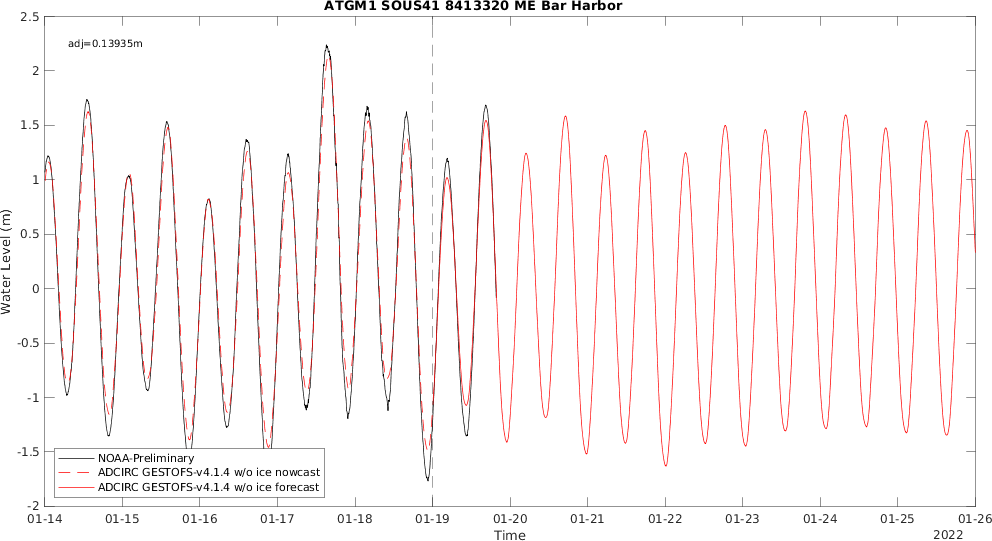 ATGM1 SOUS41 8413320 ME Bar Harbor
adj=0.13935m
2.5
2
1.5
1
0.5
0
-0.5
-1
-1.5
-2
Water Level (m)
NOAA-Preliminary
ADCIRC GESTOFS-v4.1.4 w/o ice nowcast
ADCIRC GESTOFS-v4.1.4 w/o ice forecast
01-14 01-15 01-16 01-17 01-18 01-19 01-20 01-21 01-22 01-23 01-24 01-25 01-26
Time
2022